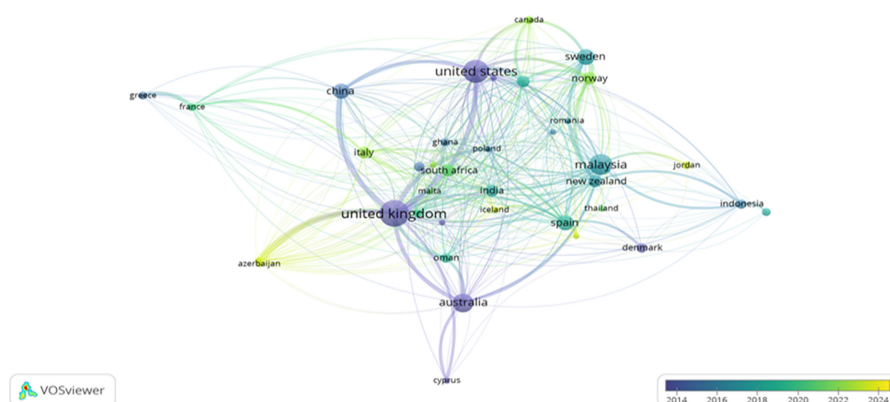 canada
sweden
united states
norway
china
greece
france
romania
ghana
poland
italy
malaysia
jordan
south africa
new zealand
malta
india
indonesia
iceland
thailand
united kingdom
spain
denmark
oman
azerbaijan
australia
cyprus
VOSviewer
2014 2016 2018 2020 2022 2024